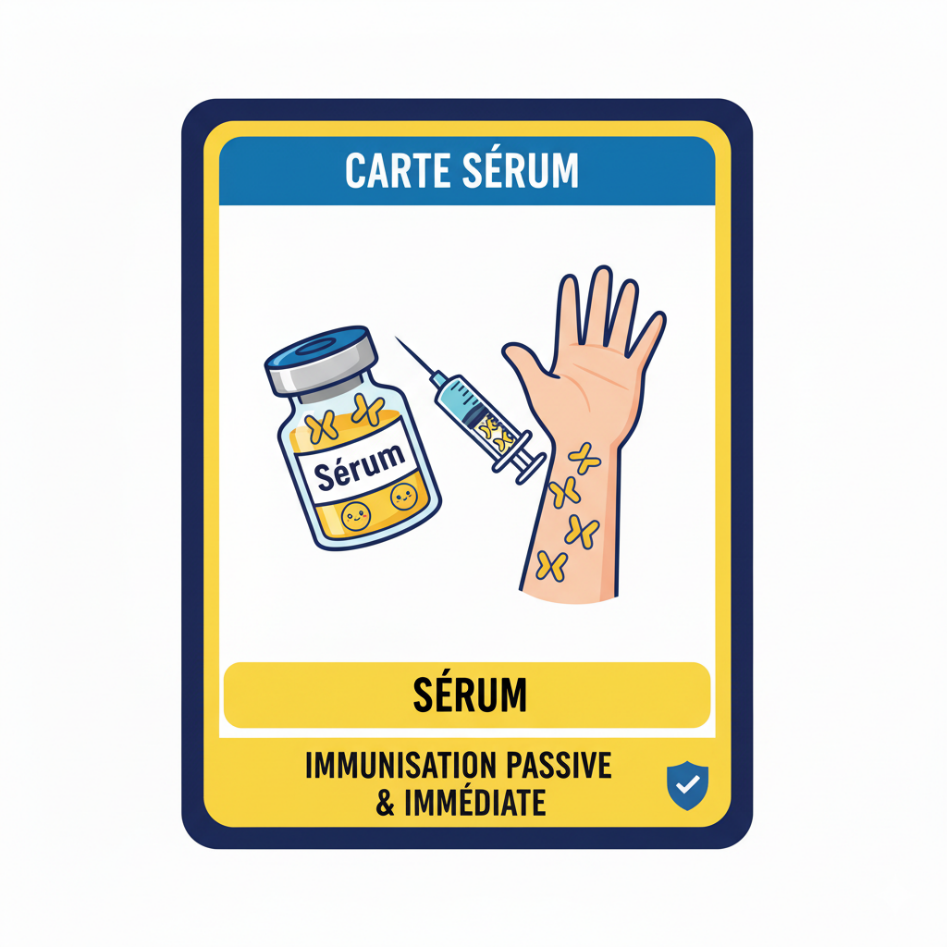 CARTE SÉRUM
Sérum
SÉRUM
IMMUNISATION PASSIVE
& IMMÉDIATE